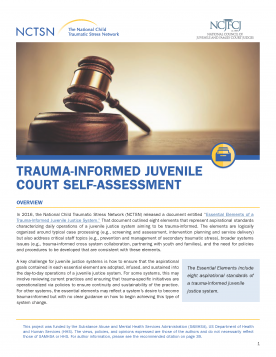 NCTSN
The National Child
Traumatic Stress Network
NCJFCJ
NATIONAL COUNCIL OF
JUVENILE AND FAMILY COURT JUDGES
TRAUMA-INFORMED JUVENILE
COURT SELF-ASSESSMENT
OVERVIEW
In 2016, the National Child Traumatic Stress Network (NCTSN) released a document entitled "Essential Elements of a
Trauma-Informed Juvenile Justice System." That document outlined eight elements that represent aspirational standards
characterizing daily operations of a juvenile justice system seeking to be trauma-informed. The elements are topically
organized around typical case processing (e.g., screening and assessment, intervention planning and service delivery)
but also address critical staff topics (e.g., prevention and management of secondary traumatic stress), broader systems
issues (e.g., trauma-informed cross system collaboration, partnering with youth and families), and the need for policies
and procedures to be developed that are consistent with these elements.
A key challenge for juvenile justice systems is how to ensure that the aspirational
goals contained in each essential element are adopted, infused, and sustained into
the day-to-day operations of a juvenile justice system. For some systems, this may
involve reviewing current practices and ensuring that trauma-specific initiatives are
operationalized via policies to ensure continuity and sustainability of the practice.
For other systems, the essential elements may reflect a system's desire to become
trauma-informed but with no clear guidance on how to begin achieving this type of
system change.
The Essential Elements include
eight aspirational standards of
a trauma-informed juvenile
justice system.
This project was funded by the Substance Abuse and Mental Health Services Administration (SAMHSA), US Department of Health
and Human Services (HHS). The views, policies, and opinions expressed are those of the authors and do not necessarily reflect
those of SAMHSA or HHS. For author information, please see the recommended citation on page 38.
1